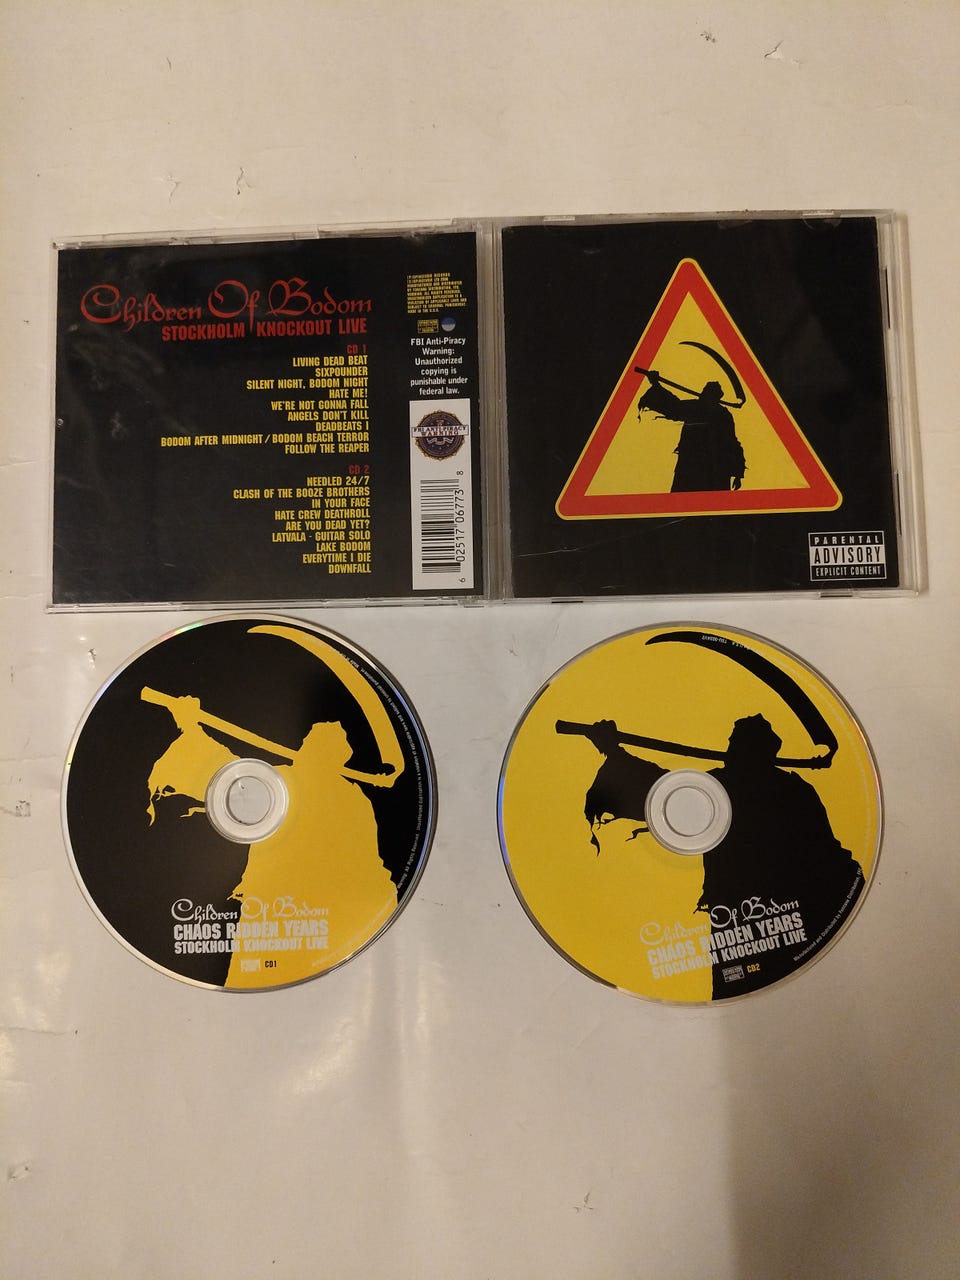 Children Of Bodom
STOCKHOLM KNOCKOUT LIVE
CD 1
LIVING DEAD BEAT
SIXPOUNDER
SILENT NIGHT, BODOM NIGHT
HATE ME!
WE'RE NOT GONNA FALL
ANGELS DON'T KILL
DEADBEATS I
BODOM AFTER MIDNIGHT / BODOM BEACH TERROR
FOLLOW THE REAPER
CD 2
NEEDLED 24/7
CLASH OF THE BOOZE BROTHERS
IN YOUR FACE
HATE CREW DEATHROLL
ARE YOU DEAD YET?
LATVALA - GUITAR SOLO
LAKE BODOM
EVERYTIME I DIE
DOWNFALL
FBI Anti-Piracy
Warning:
Unauthorized
copying is
punishable under
federal law.
FBI ANTI-PIRACY
WARNING
6 02517 06773 8
PARENTAL
ADVISORY
EXPLICIT CONTENT
Children Of Bodom
CHAOS RIDDEN YEARS
STOCKHOLM KNOCKOUT LIVE
CD1
Children Of Bodom
CHAOS RIDDEN YEARS
STOCKHOLM KNOCKOUT LIVE
CD2